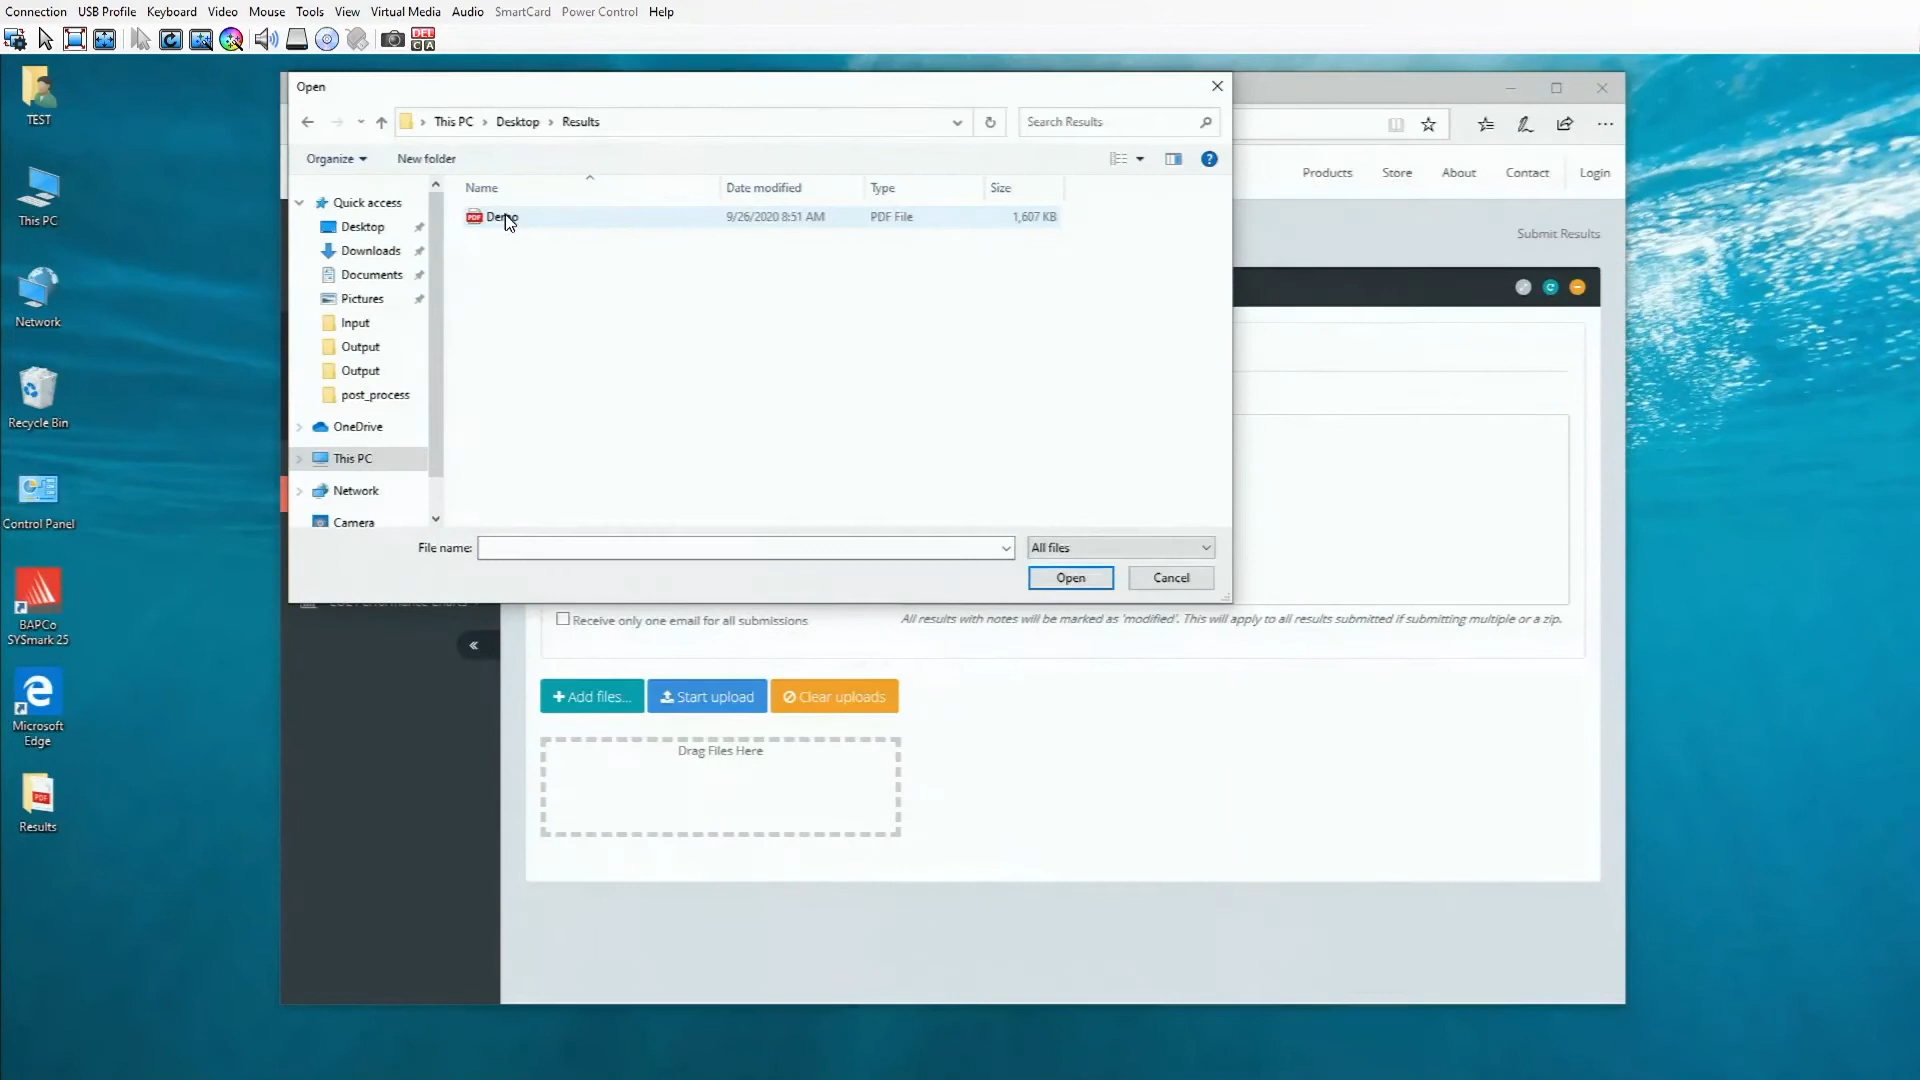 Connection USB Profile Keyboard Video Mouse Tools View Virtual Media Audio SmartCard Power Control Help
DEL
CA
TEST
This PC
Network
Recycle Bin
Control Panel
BAPCo
SYSmark 25
Microsoft
Edge
PDF
Results
Open
This PC > Desktop > Results
Search Results
Organize
New folder
Name
Date modified
Type
Size
PDF
Demo
9/26/2020 8:51 AM
PDF File
1,607 KB
Quick access
Desktop
Downloads
Documents
Pictures
Input
Output
Output
post_process
OneDrive
This PC
Network
Camera
File name:
All files
Open
Cancel
Products
Store
About
Contact
Login
Submit Results
Receive only one email for all submissions
All results with notes will be marked as 'modified'. This will apply to all results submitted if submitting multiple or a zip.
+ Add files...
Start upload
Clear uploads
Drag Files Here